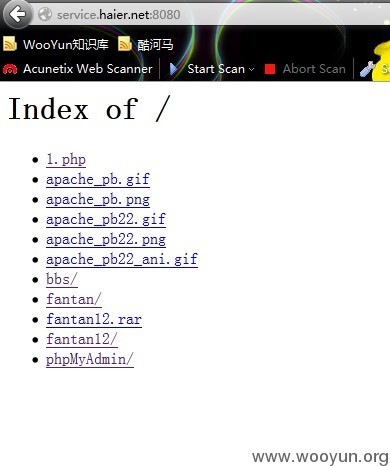 service.haier.net:8080
WooYun知识库 酷河马
Acunetix Web Scanner Start Scan Abort Scan
Index of /
1.php
apache_pb.gif
apache_pb.png
apache_pb22.gif
apache_pb22.png
apache_pb22_ani.gif
bbs/
fantan/
fantan12.rar
fantan12/
phpMyAdmin/
www.wooyun.org